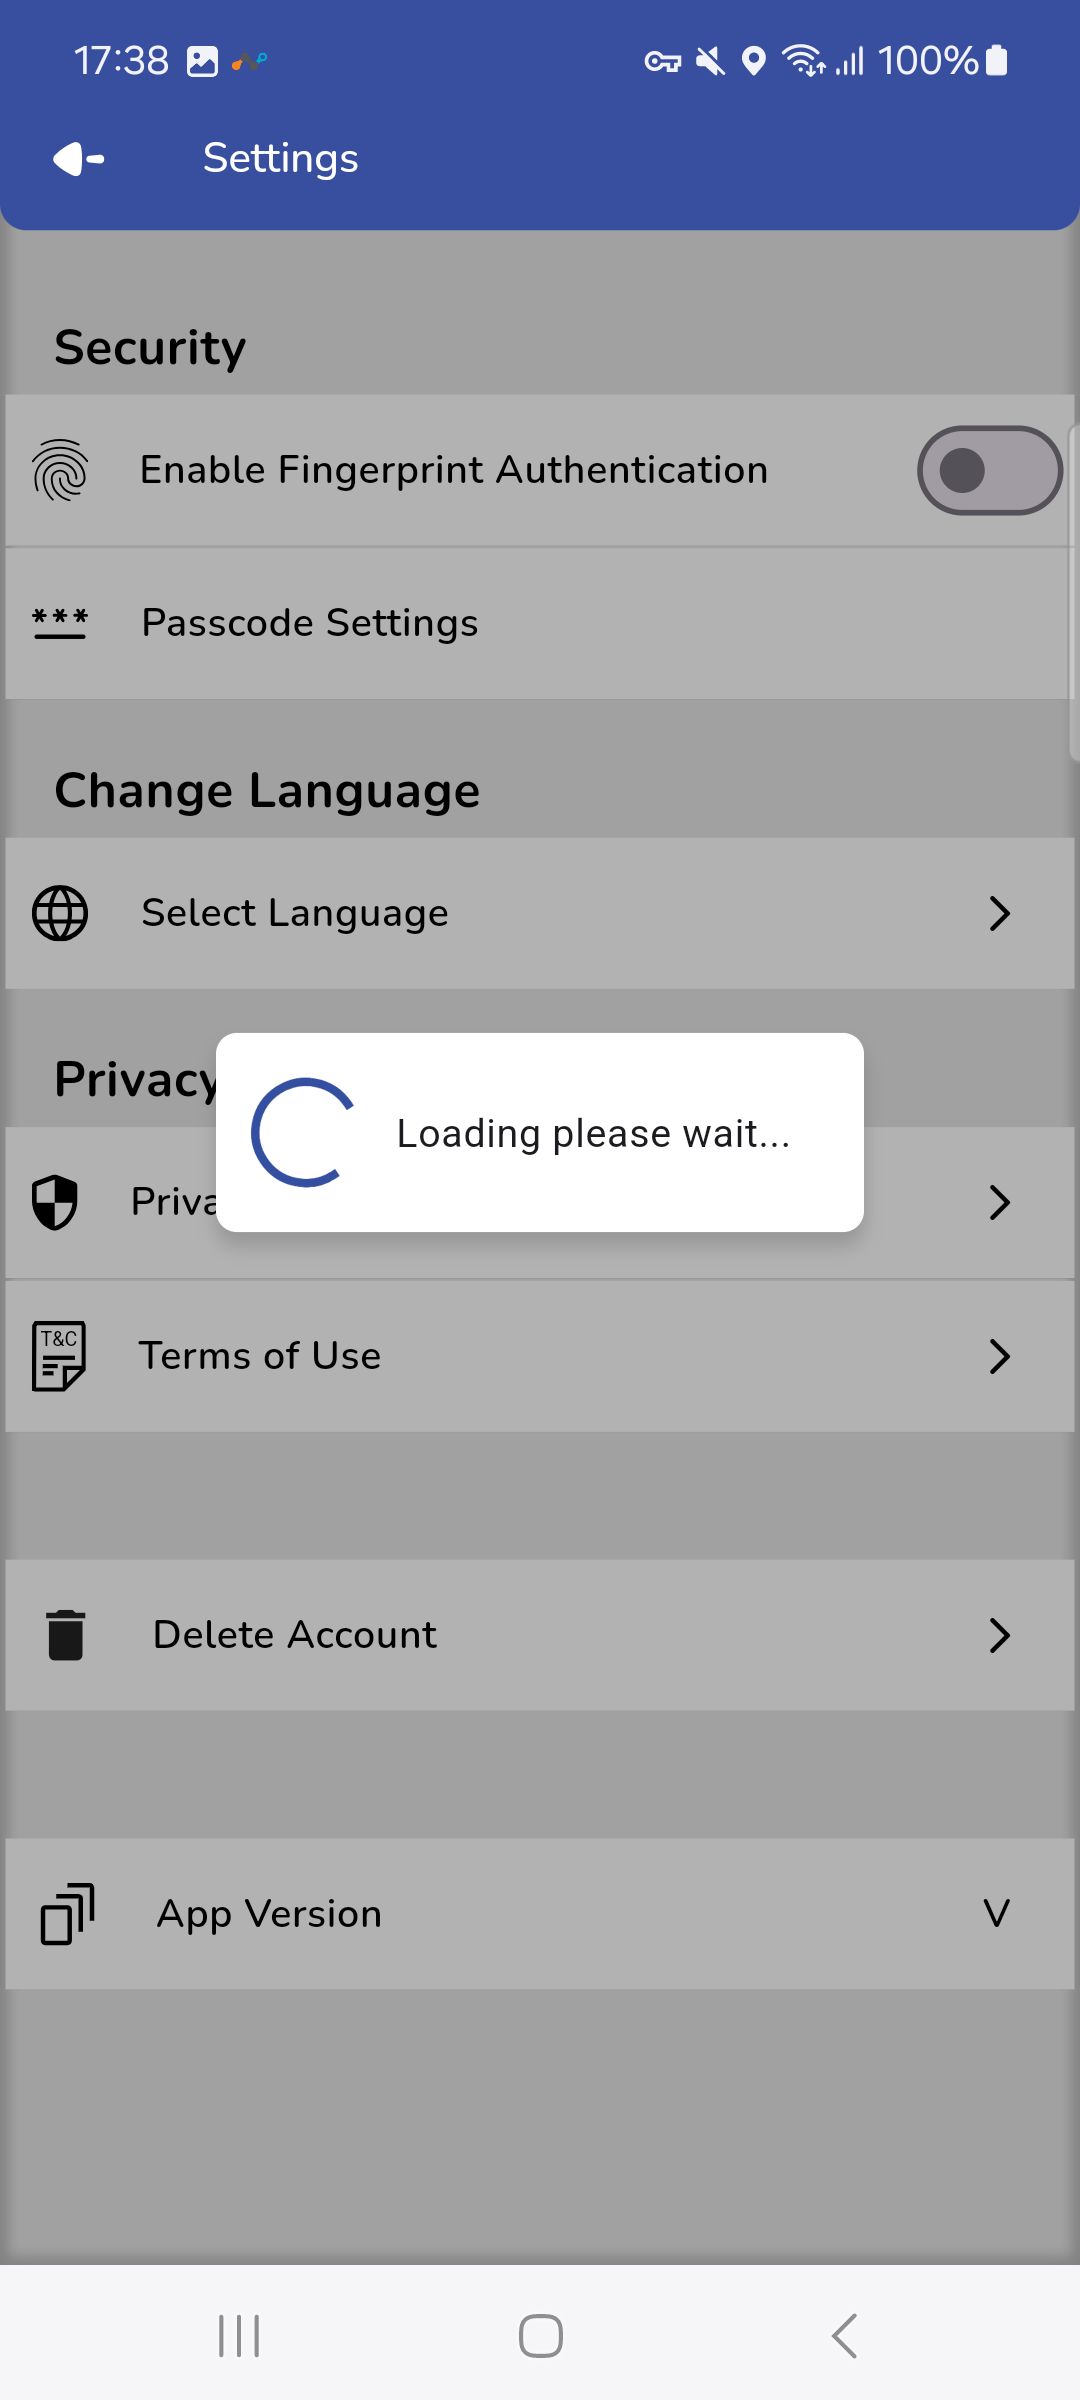 17:38 100%
Settings
Security
Enable Fingerprint Authentication
*** Passcode Settings
Change Language
Select Language
Privacy
Loading please wait...
Priva
T&C
Terms of Use
Delete Account
App Version V